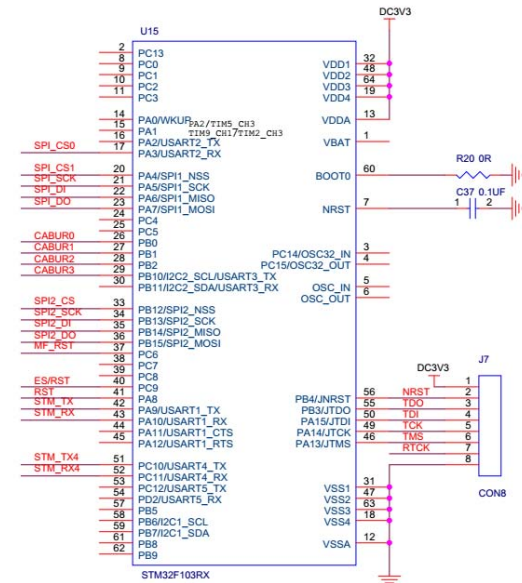 DC3V3
U15
2 PC13
8 PC0
9 PC1
10 PC2
11 PC3
14 PA0/WKUP
15 PA1
16 PA2/USART2_TX
PA2/TIM5_CH3
TIM9_CH1/TIM2_CH3
SPI_CS0 17 PA3/USART2_RX
SPI_CS1 20 PA4/SPI1_NSS
SPI_SCK 21 PA5/SPI1_SCK
SPI_DI 22 PA6/SPI1_MISO
SPI_DO 23 PA7/SPI1_MOSI
24 PC4
25 PC5
CABUR0 26 PB0
CABUR1 27 PB1
CABUR2 28 PB2
CABUR3 29 PB10/I2C2_SCL/USART3_TX
30 PB11/I2C2_SDA/USART3_RX
SPI2_CS 33 PB12/SPI2_NSS
SPI2_SCK 34 PB13/SPI2_SCK
SPI2_DI 35 PB14/SPI2_MISO
SPI2_DO 36 PB15/SPI2_MOSI
MF_RST 37 PC6
38 PC7
39 PC8
ES/RST 40 PC9
RST 41 PA8
STM_TX 42 PA9/USART1_TX
STM_RX 43 PA10/USART1_RX
44 PA11/USART1_CTS
45 PA12/USART1_RTS
STM_TX4 51 PC10/USART4_TX
STM_RX4 52 PC11/USART4_RX
53 PC12/USART5_TX
54 PD2/USART5_RX
57 PB5
58 PB6/I2C1_SCL
59 PB7/I2C1_SDA
61 PB8
62 PB9
VDD1 32
VDD2 48
VDD3 64
VDD4 19
VDDA 13
VBAT 1
BOOT0 60
R20 0R
NRST 7
C37 0.1UF
1 2
PC14/OSC32_IN 3
PC15/OSC32_OUT 4
OSC_IN 5
OSC_OUT 6
DC3V3
J7
1
PB4/JNRST 56 NRST 2
PB3/JTDO 55 TDO 3
PA15/JTDI 50 TDI 4
PA14/JTCK 49 TCK 5
PA13/JTMS 46 TMS 6
RTCK 7
8
CON8
VSS1 31
VSS2 47
VSS3 63
VSS4 18
VSSA 12
STM32F103RX